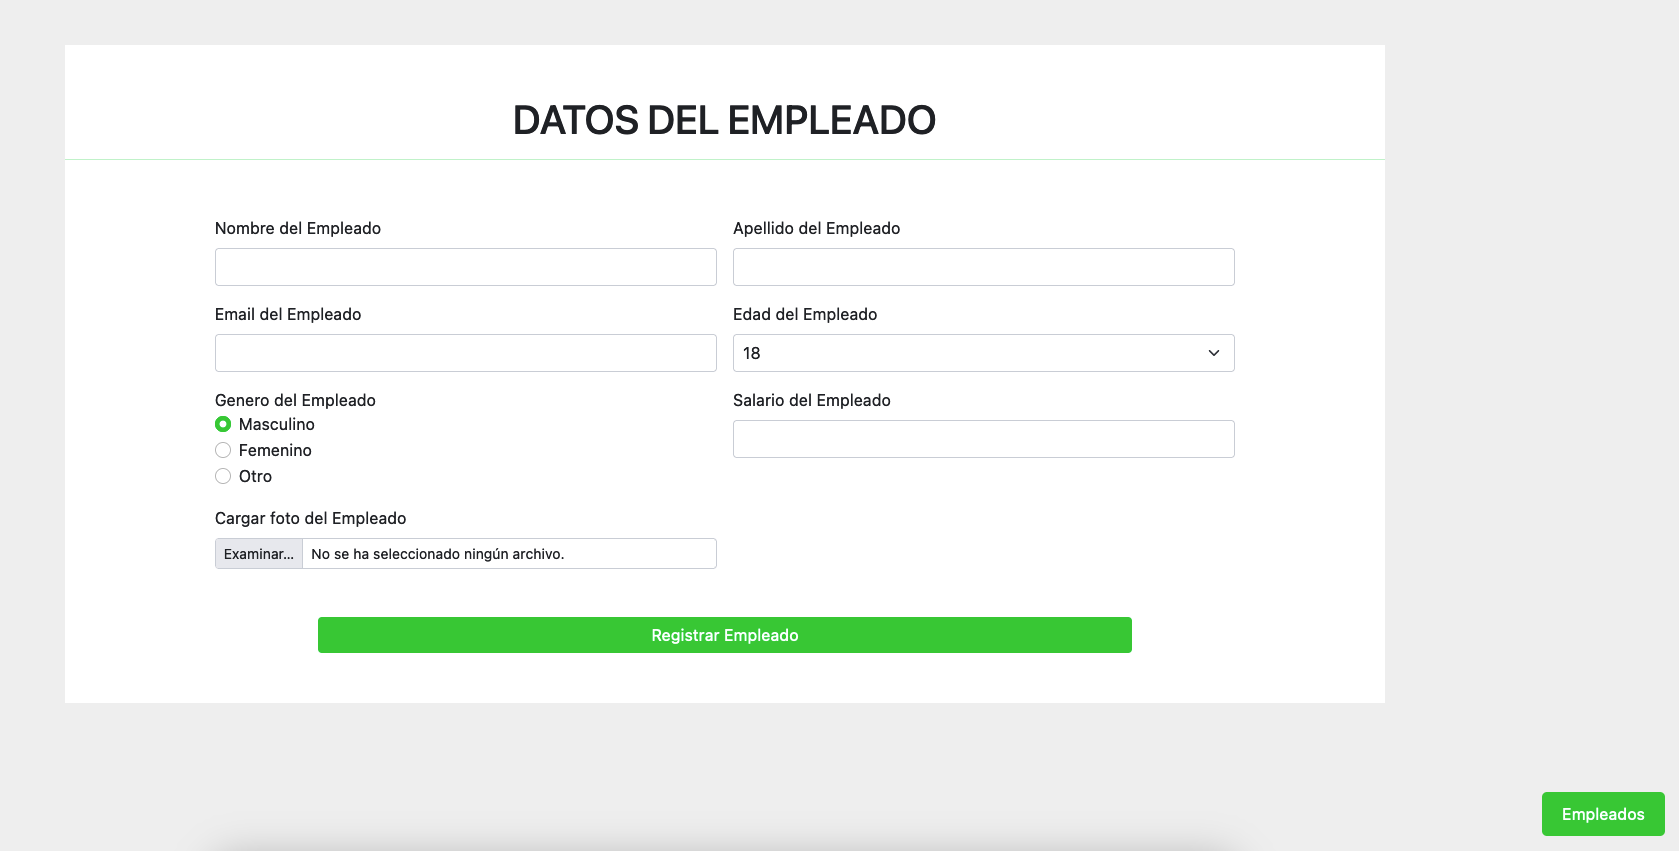 DATOS DEL EMPLEADO
Nombre del Empleado
Apellido del Empleado
Email del Empleado
Edad del Empleado
18
Genero del Empleado
Masculino
Femenino
Otro
Salario del Empleado
Cargar foto del Empleado
Examinar... No se ha seleccionado ningún archivo.
Registrar Empleado
Empleados